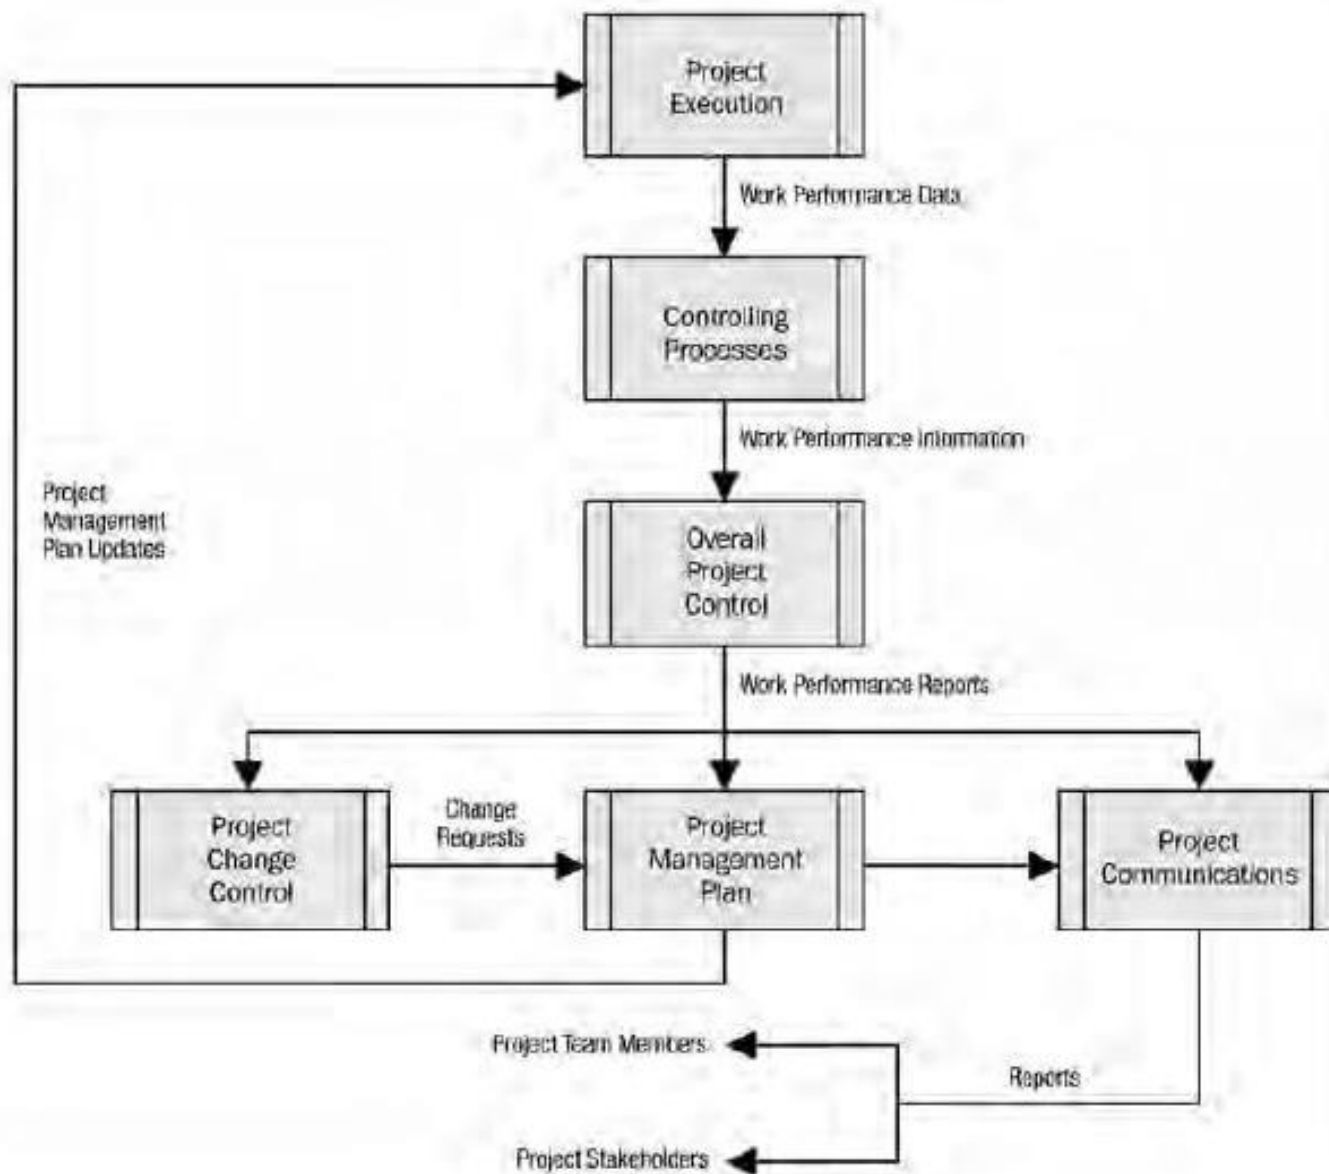 Project
Execution
Work Performance Data
Controlling
Processes
Work Performance Information
Project
Management
Plan Updates
Overall
Project
Control
Work Performance Reports
Project
Change
Control
Change
Requests
Project
Management
Plan
Project
Communications
Project Team Members
Reports
Project Stakeholders